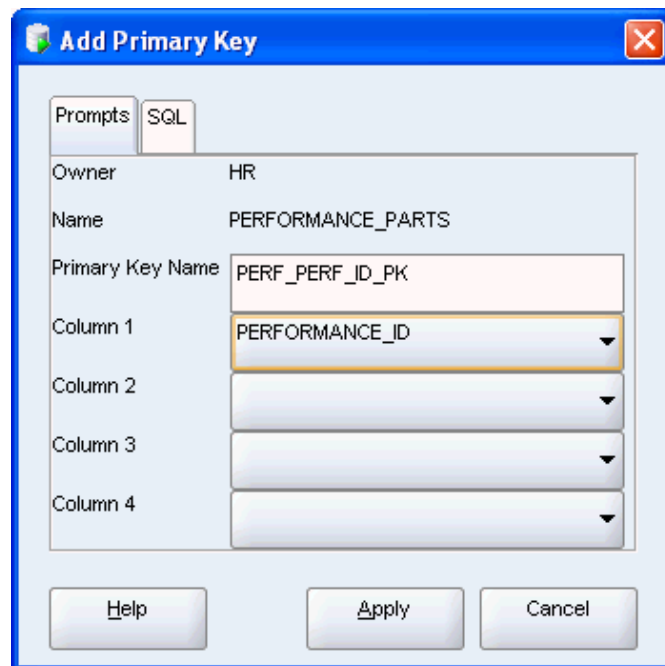 Add Primary Key
Prompts SQL
Owner HR
Name PERFORMANCE_PARTS
Primary Key Name PERF_PERF_ID_PK
Column 1 PERFORMANCE_ID
Column 2
Column 3
Column 4
Help Apply Cancel